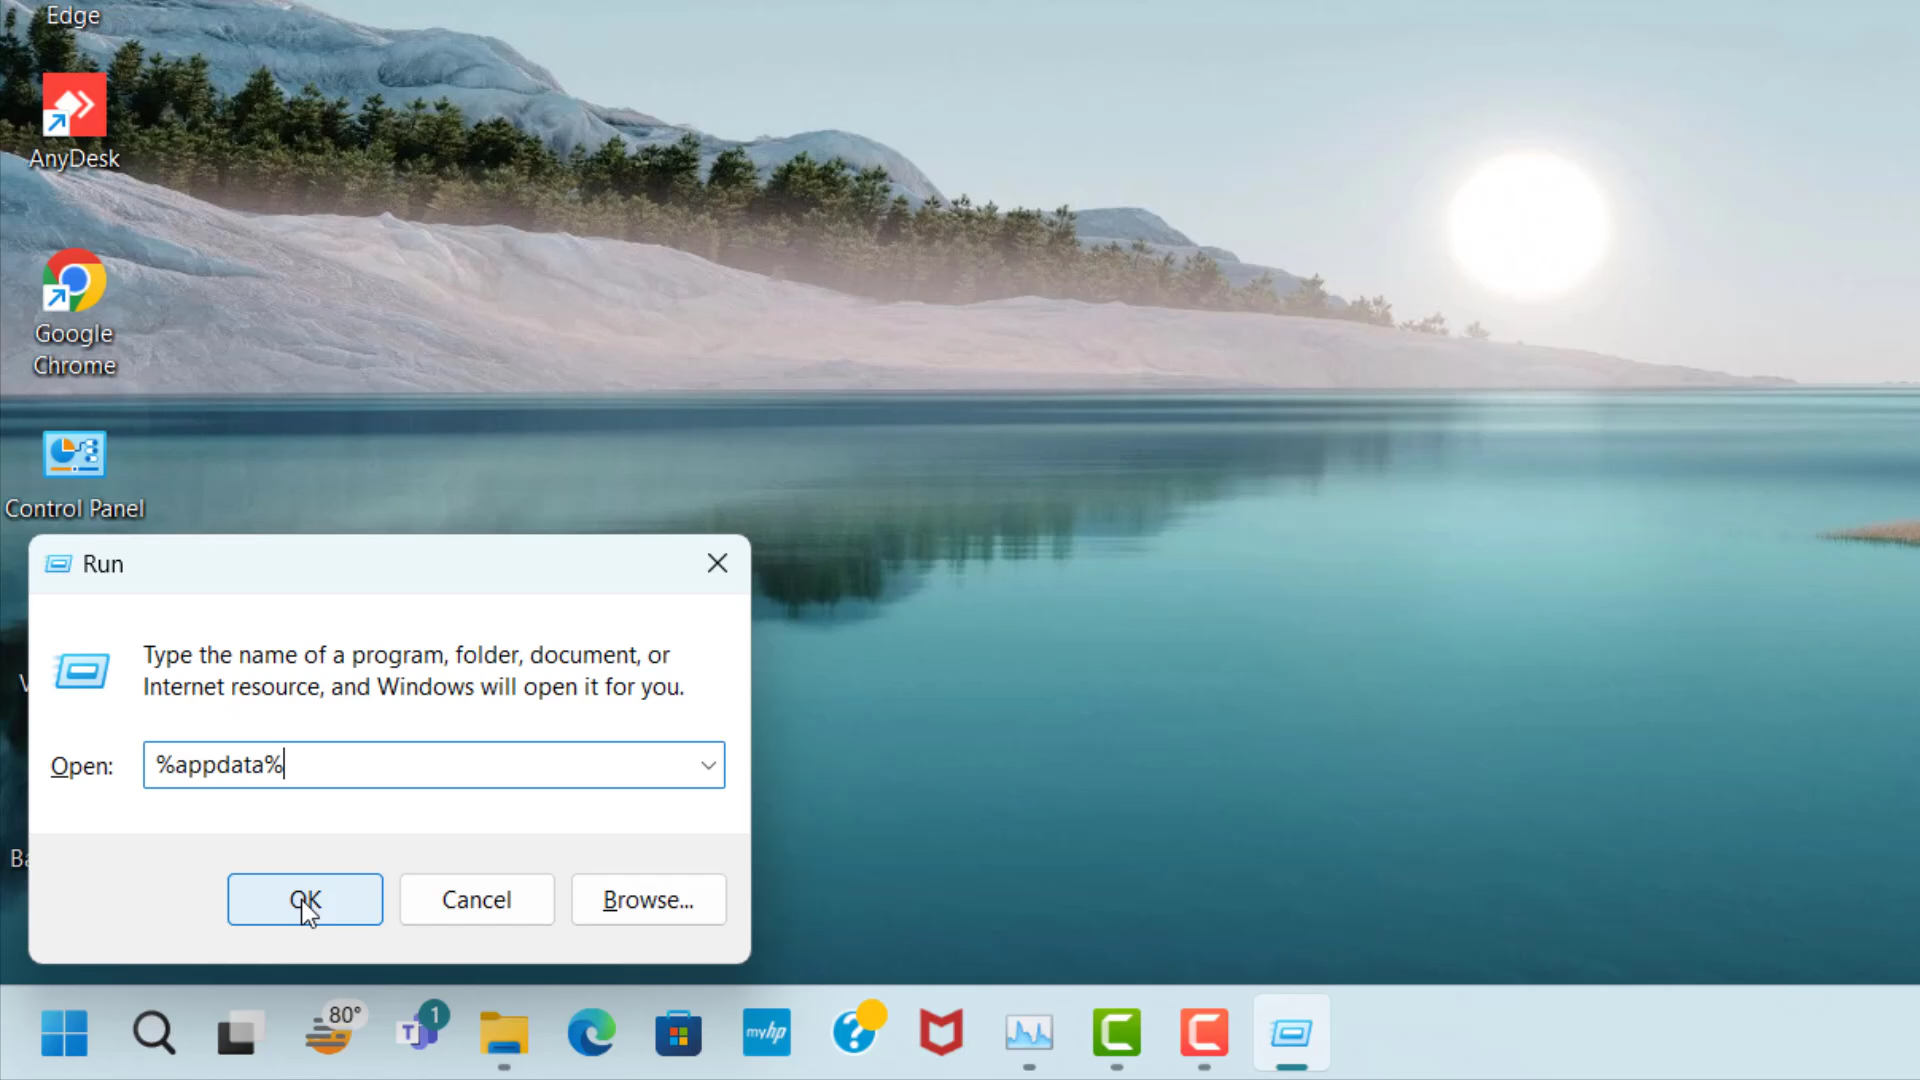 Edge
AnyDesk
Google
Chrome
Control Panel
Run
Type the name of a program, folder, document, or
Internet resource, and Windows will open it for you.
Open:
%appdata%
OK
Cancel
Browse...
80°
T
1
myhp
?